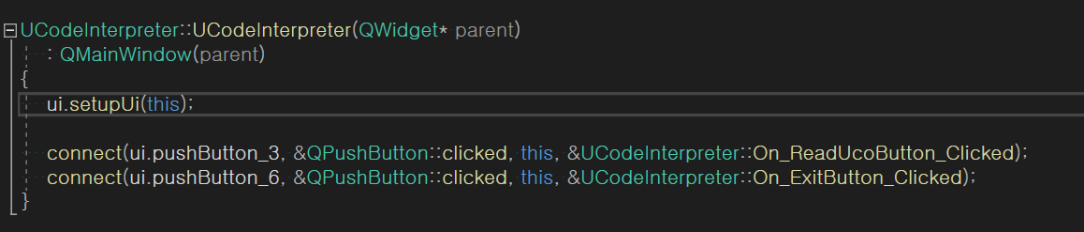 UCodeInterpreter::UCodeInterpreter(QWidget* parent)
: QMainWindow(parent)
{
ui.setupUi(this);
connect(ui.pushButton_3, &QPushButton::clicked, this, &UCodeInterpreter::On_ReadUcoButton_Clicked);
connect(ui.pushButton_6, &QPushButton::clicked, this, &UCodeInterpreter::On_ExitButton_Clicked);
}